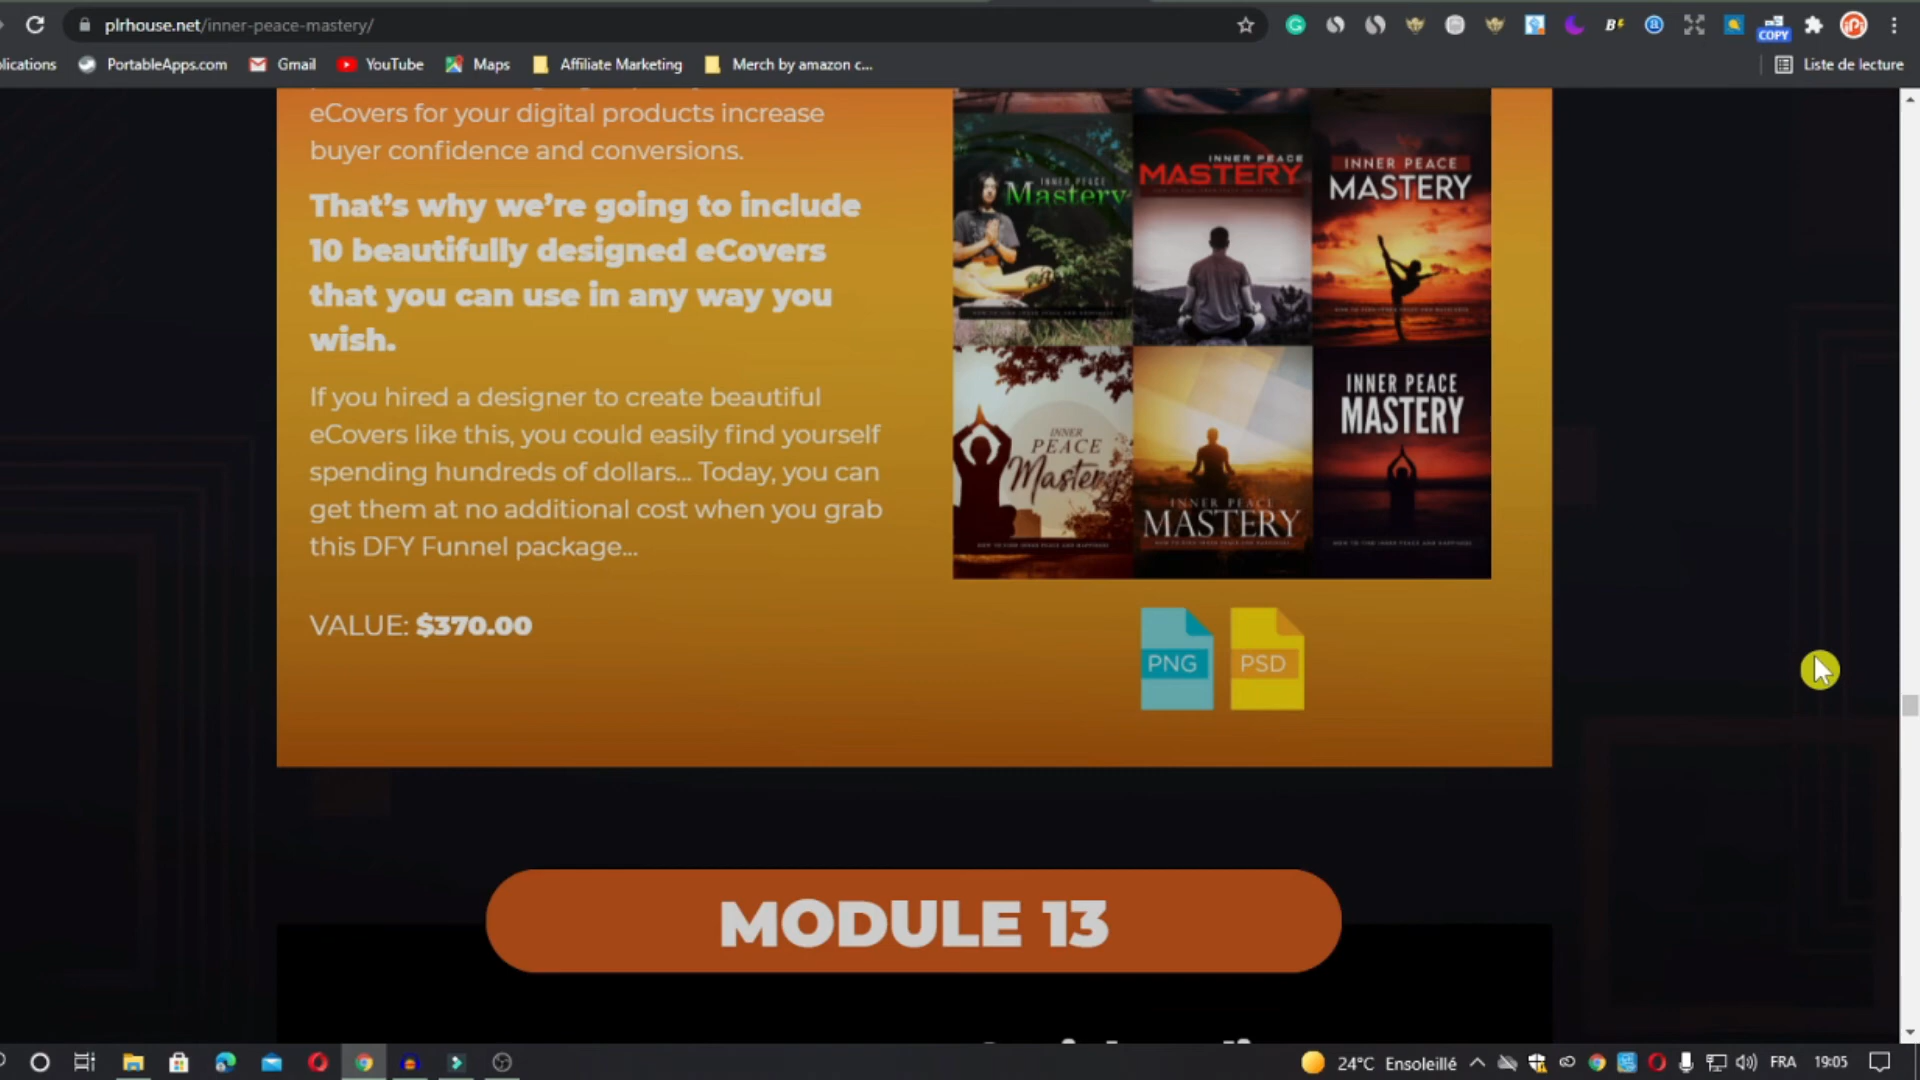 plrhouse.net/inner-peace-mastery/
COPY
lications
PortableApps.com
Gmail
YouTube
Maps
Affiliate Marketing
Merch by amazon c...
Liste de lecture
eCovers for your digital products increase
buyer confidence and conversions.
That's why we're going to include
10 beautifully designed eCovers
that you can use in any way you
wish.
If you hired a designer to create beautiful
eCovers like this, you could easily find yourself
spending hundreds of dollars... Today, you can
get them at no additional cost when you grab
this DFY Funnel package...
VALUE: $370.00
INNER PEACE
Mastery
INNER PEACE
MASTERY
INNER PEACE
MASTERY
INNER
PEACE
Mastery
INNER PEACE
MASTERY
INNER PEACE
MASTERY
PNG
PSD
MODULE 13
24°C Ensoleillé
FRA
19:05